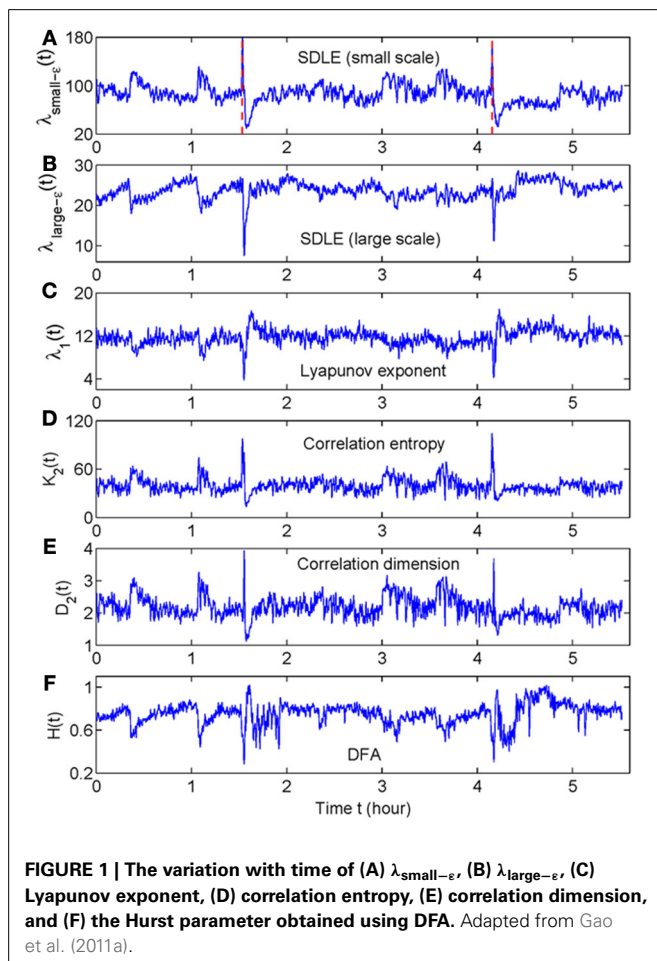 A
180
100
20
λsmall−ε(t)
SDLE (small scale)
0 1 2 3 4 5
B
30
20
10
λlarge−ε(t)
SDLE (large scale)
0 1 2 3 4 5
C
20
12
4
λ1(t)
Lyapunov exponent
0 1 2 3 4 5
D
120
60
0
K2(t)
Correlation entropy
0 1 2 3 4 5
E
4
3
2
1
D2(t)
Correlation dimension
0 1 2 3 4 5
F
1
0.6
0.2
H(t)
DFA
0 1 2 3 4 5
Time t (hour)
FIGURE 1 | The variation with time of (A) λsmall−ε, (B) λlarge−ε, (C)
Lyapunov exponent, (D) correlation entropy, (E) correlation dimension,
and (F) the Hurst parameter obtained using DFA. Adapted from Gao
et al. (2011a).